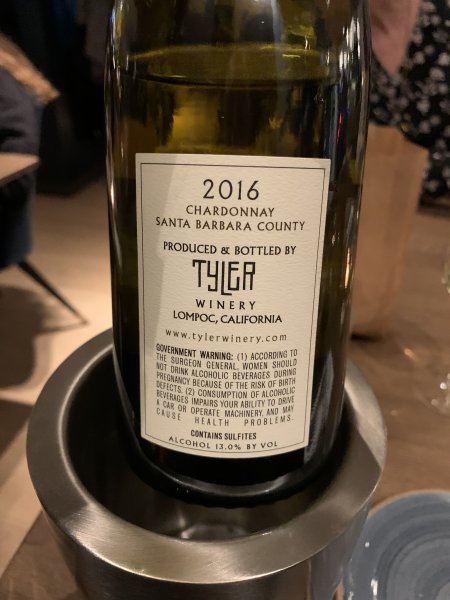 2016
CHARDONNAY
SANTA BARBARA COUNTY
PRODUCED & BOTTLED BY
TYLER
WINERY
LOMPOC, CALIFORNIA
www.tylerwinery.com
GOVERNMENT WARNING: (1) ACCORDING TO
THE SURGEON GENERAL, WOMEN SHOULD
NOT DRINK ALCOHOLIC BEVERAGES DURING
PREGNANCY BECAUSE OF THE RISK OF BIRTH
DEFECTS. (2) CONSUMPTION OF ALCOHOLIC
BEVERAGES IMPAIRS YOUR ABILITY TO DRIVE
A CAR OR OPERATE MACHINERY, AND MAY
CAUSE HEALTH PROBLEMS.
CONTAINS SULFITES
ALCOHOL 13.0% BY VOL